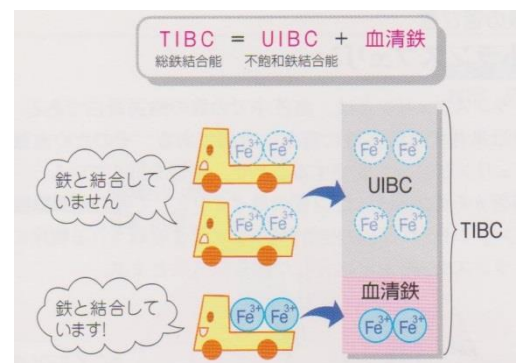 TIBC = UIBC + 血清鉄
総鉄結合能 不飽和鉄結合能
鉄と結合して
いません
Fe3+ Fe3+
Fe3+ Fe3+
鉄と結合して
います!
Fe3+ Fe3+
Fe3+ Fe3+
UIBC
Fe3+ Fe3+
血清鉄
Fe3+ Fe3+
TIBC